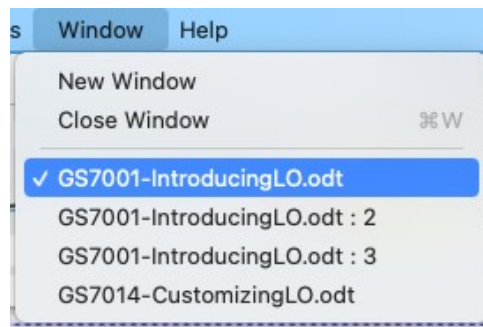 s Window Help
New Window
Close Window ⌘W
✓ GS7001-IntroducingLO.odt
GS7001-IntroducingLO.odt : 2
GS7001-IntroducingLO.odt : 3
GS7014-CustomizingLO.odt